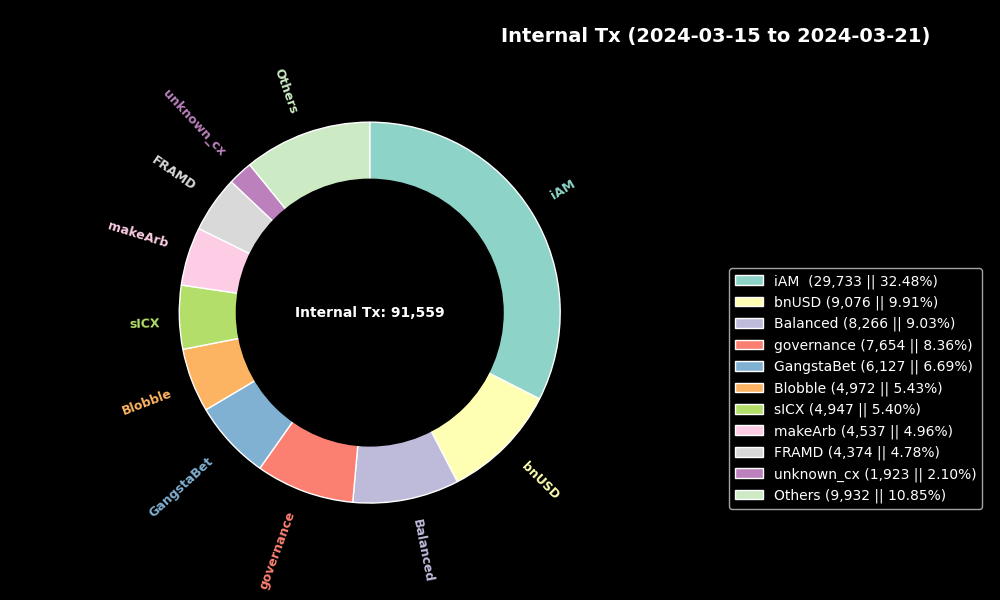 Internal Tx (2024-03-15 to 2024-03-21)
Others
unknown_cx
FRAMD
makeArb
sICX
Blobble
GangstaBet
governance
Balanced
bnUSD
iAM
Internal Tx: 91,559
iAM  (29,733 || 32.48%)
bnUSD (9,076 || 9.91%)
Balanced (8,266 || 9.03%)
governance (7,654 || 8.36%)
GangstaBet (6,127 || 6.69%)
Blobble (4,972 || 5.43%)
sICX (4,947 || 5.40%)
makeArb (4,537 || 4.96%)
FRAMD (4,374 || 4.78%)
unknown_cx (1,923 || 2.10%)
Others (9,932 || 10.85%)